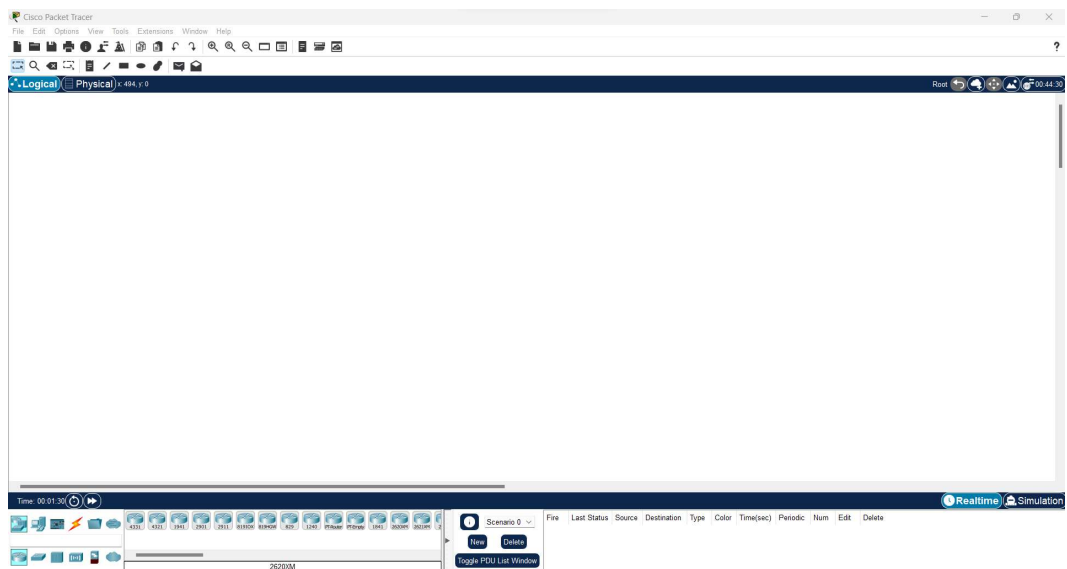 Cisco Packet Tracer
File Edit Options View Tools Extensions Window Help
?
Logical Physical x: 494, y: 0 Root 00:44:30
Time: 00:01:30 Realtime Simulation
4331 4321 1941 2901 2911 819IOX 819HGW 829 1240 PT-Router PT-Empty 1841 2620XM 2621XM 2
Scenario 0 Fire Last Status Source Destination Type Color Time(sec) Periodic Num Edit Delete
New Delete
Toggle PDU List Window
2620XM